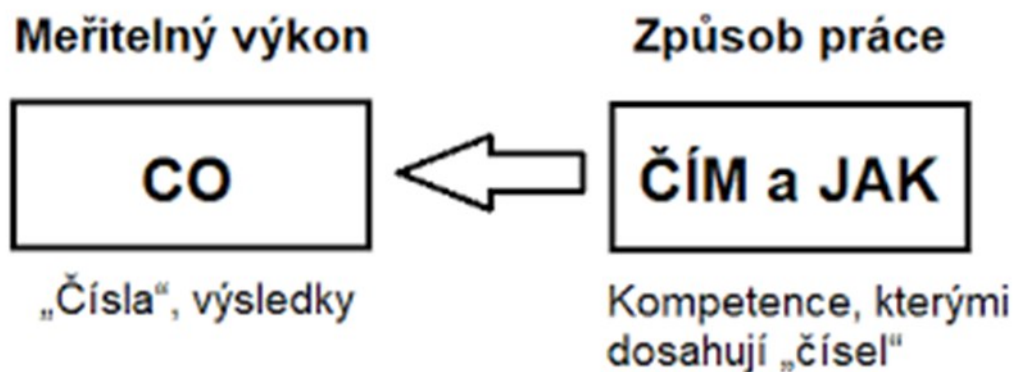 Meřitelný výkon
CO
„Čísla“, výsledky
Způsob práce
ČÍM a JAK
Kompetence, kterými
dosahují „čísel“